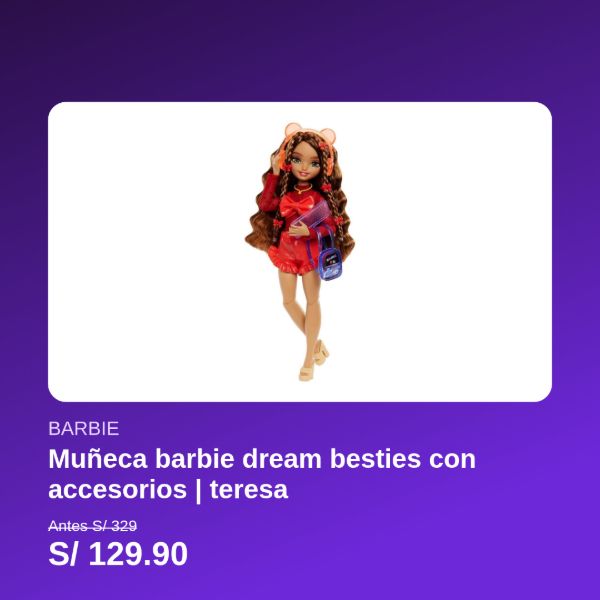 BARBIE
Muñeca barbie dream besties con
accesorios | teresa
Antes S/ 329
S/ 129.90